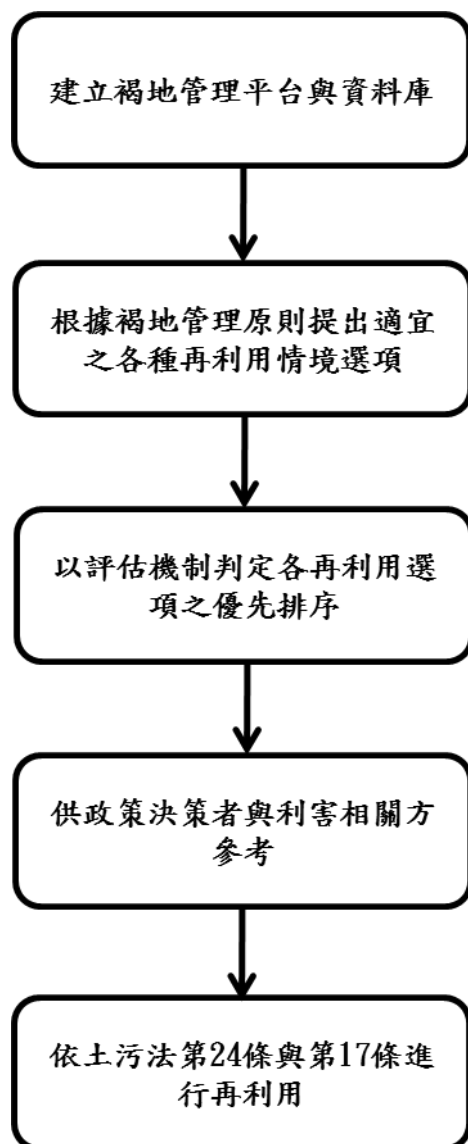 建立褐地管理平台與資料庫
根據褐地管理原則提出適宜
之各種再利用情境選項
以評估機制判定各再利用選
項之優先排序
供政策決策者與利害相關方
參考
依土污法第24條與第17條進
行再利用